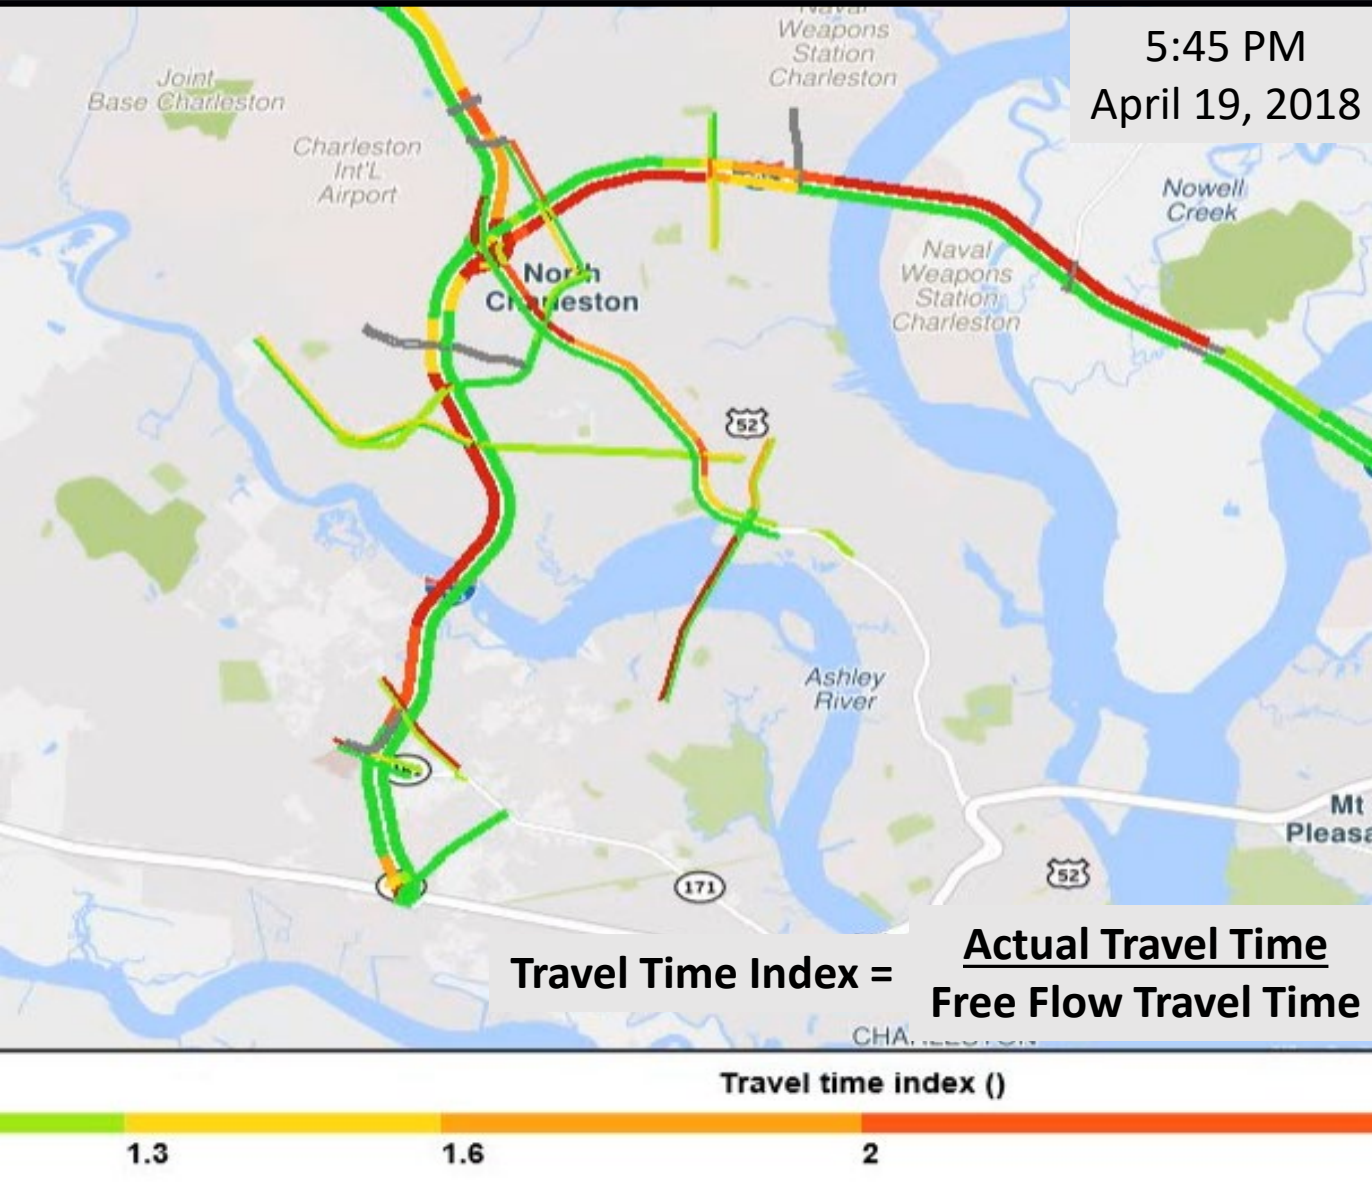 Naval
Weapons
Station
Charleston
5:45 PM
April 19, 2018
Joint
Base Charleston
Charleston
Int'L
Airport
Nowell
Creek
Naval
Weapons
Station
Charleston
North
Charleston
52
Ashley
River
Mt
Pleasa
171
52
Travel Time Index =
Actual Travel Time
Free Flow Travel Time
Travel time index ()
1.3
1.6
2